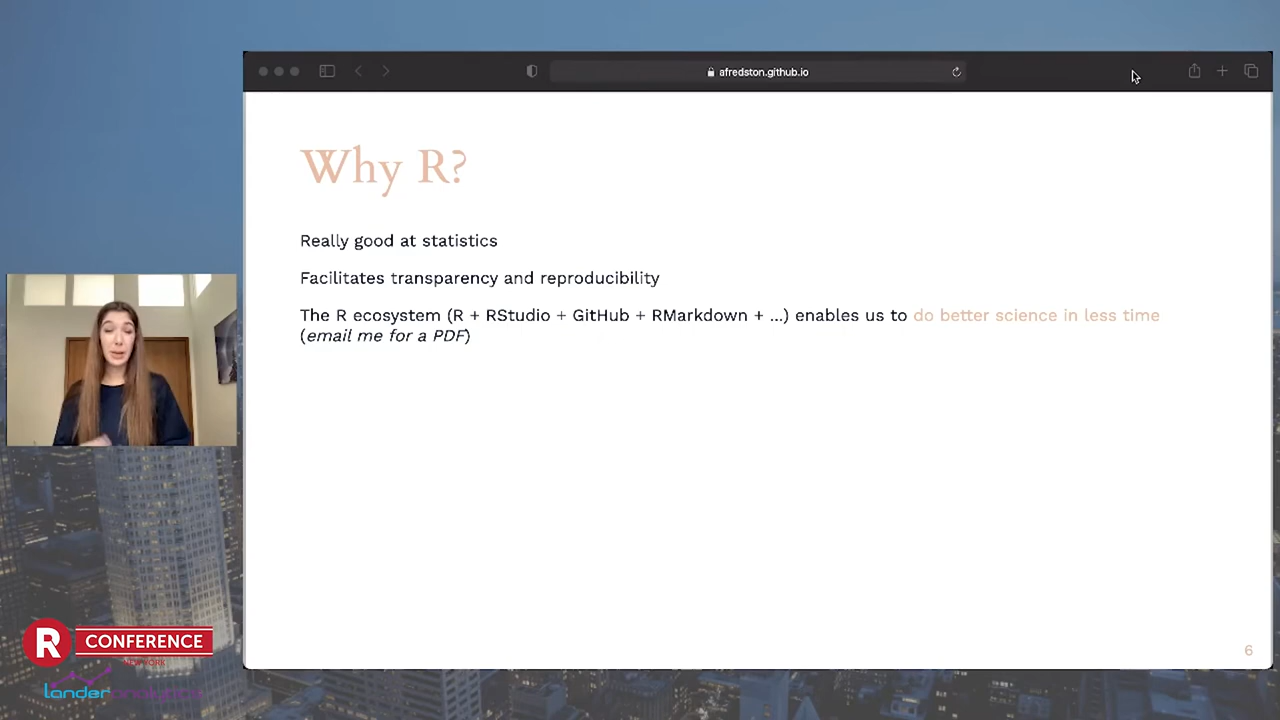 afredston.github.io
Why R?
Really good at statistics
Facilitates transparency and reproducibility
The R ecosystem (R + RStudio + GitHub + RMarkdown + ...) enables us to do better science in less time
(email me for a PDF)
6
R CONFERENCE
NEW YORK
lander analytics